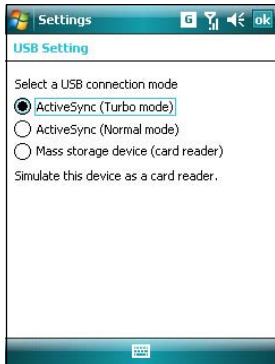 Settings
G
ok
USB Setting
Select a USB connection mode
ActiveSync (Turbo mode)
ActiveSync (Normal mode)
Mass storage device (card reader)
Simulate this device as a card reader.